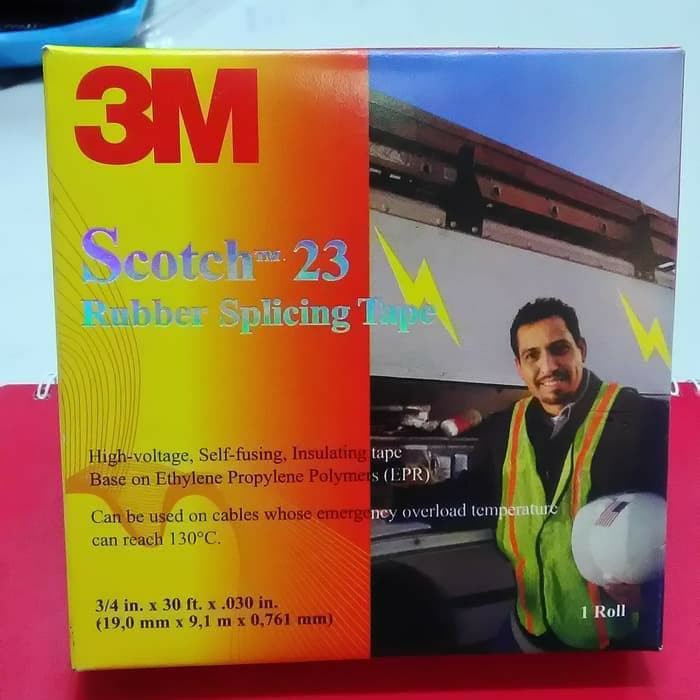 3M
Scotch™ 23
Rubber Splicing Tape
High-voltage, Self-fusing, Insulating tape
Base on Ethylene Propylene Polymers (EPR)
Can be used on cables whose emergency overload temperature
can reach 130°C.
3/4 in. x 30 ft. x .030 in.
(19,0 mm x 9,1 m x 0,761 mm)
1 Roll